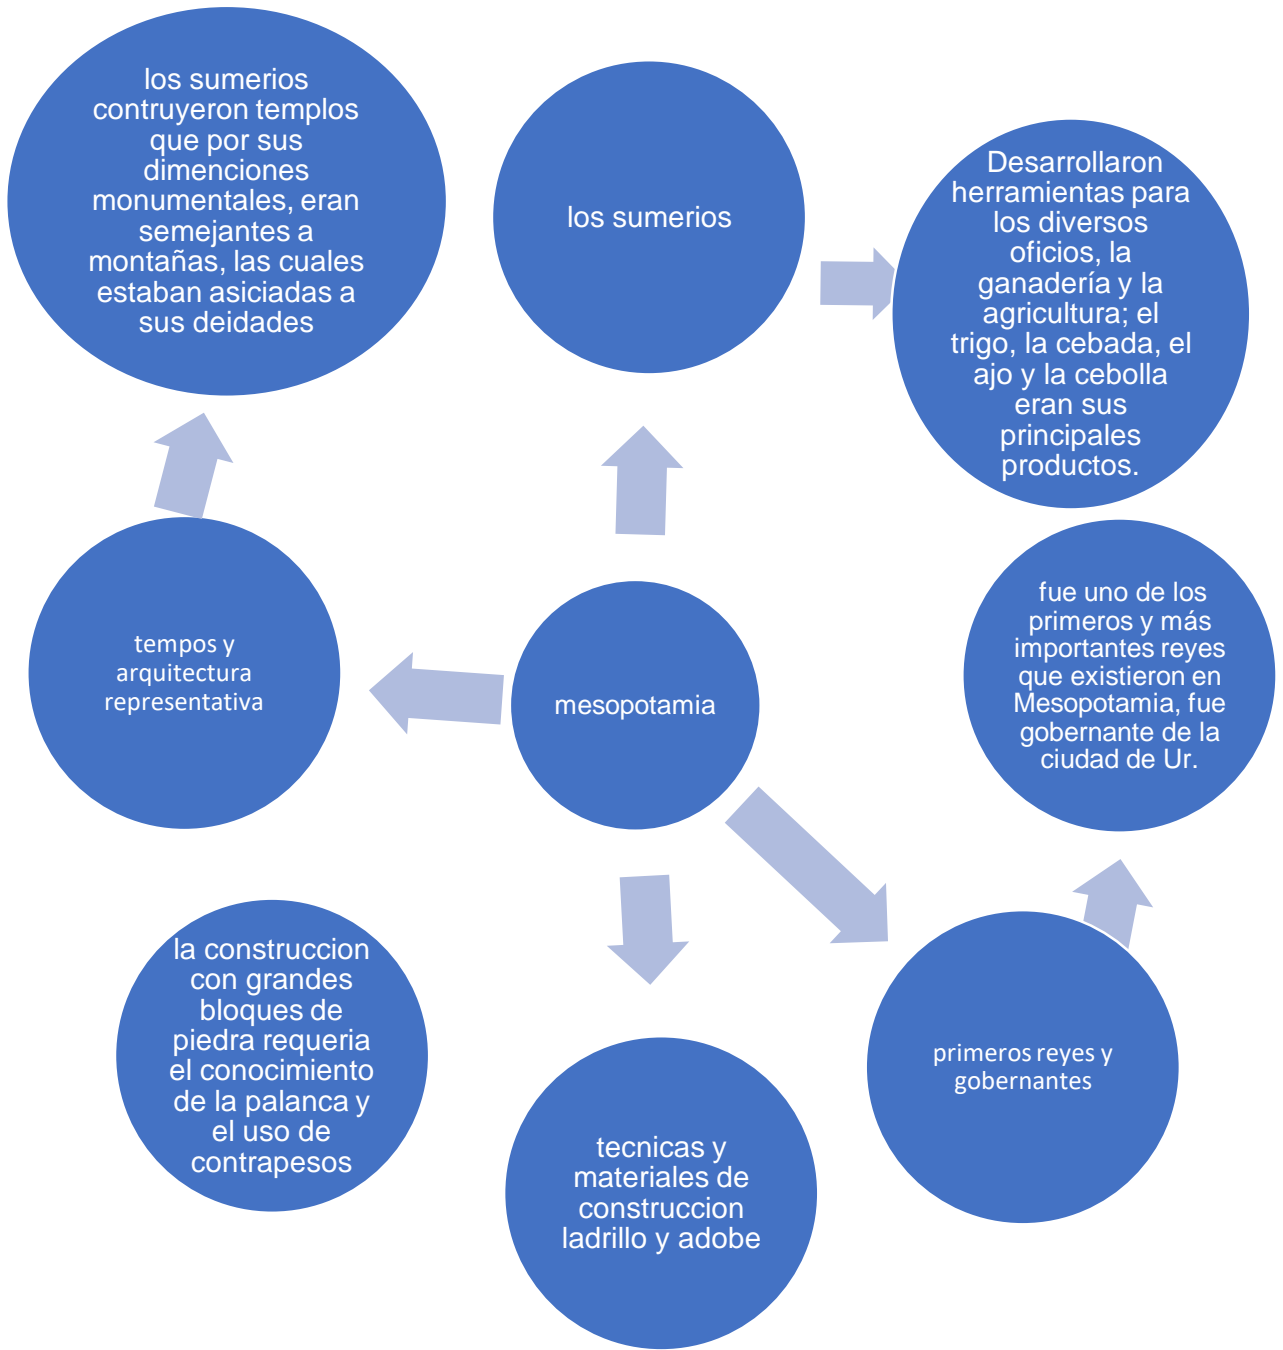 los sumerios
contruyeron templos
que por sus
dimenciones
monumentales, eran
semejantes a
montañas, las cuales
estaban asiciadas a
sus deidades
los sumerios
Desarrollaron
herramientas para
los diversos
oficios, la
ganadería y la
agricultura; el
trigo, la cebada, el
ajo y la cebolla
eran sus
principales
productos.
tempos y
arquitectura
representativa
mesopotamia
fue uno de los
primeros y más
importantes reyes
que existieron en
Mesopotamia, fue
gobernante de la
ciudad de Ur.
la construccion
con grandes
bloques de
piedra requeria
el conocimiento
de la palanca y
el uso de
contrapesos
tecnicas y
materiales de
construccion
ladrillo y adobe
primeros reyes y
gobernantes